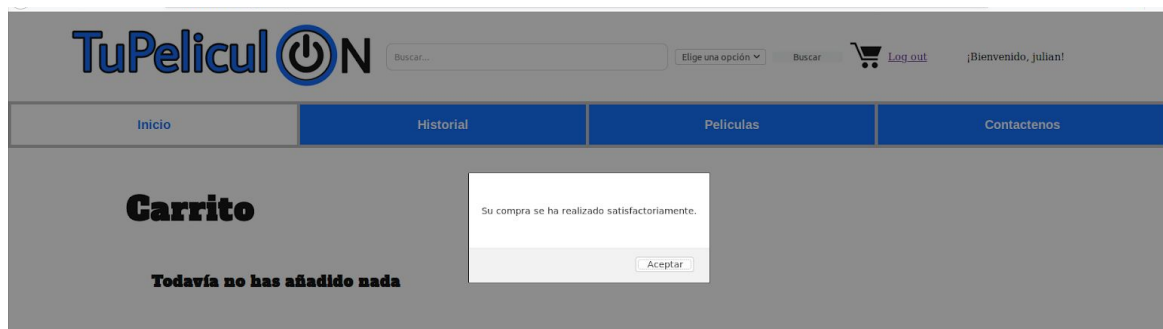 TuPeliculON
Buscar...
Elige una opción
Buscar
Log out
¡Bienvenido, julian!
Inicio
Historial
Peliculas
Contactenos
Carrito
Su compra se ha realizado satisfactoriamente.
Aceptar
Todavía no has añadido nada